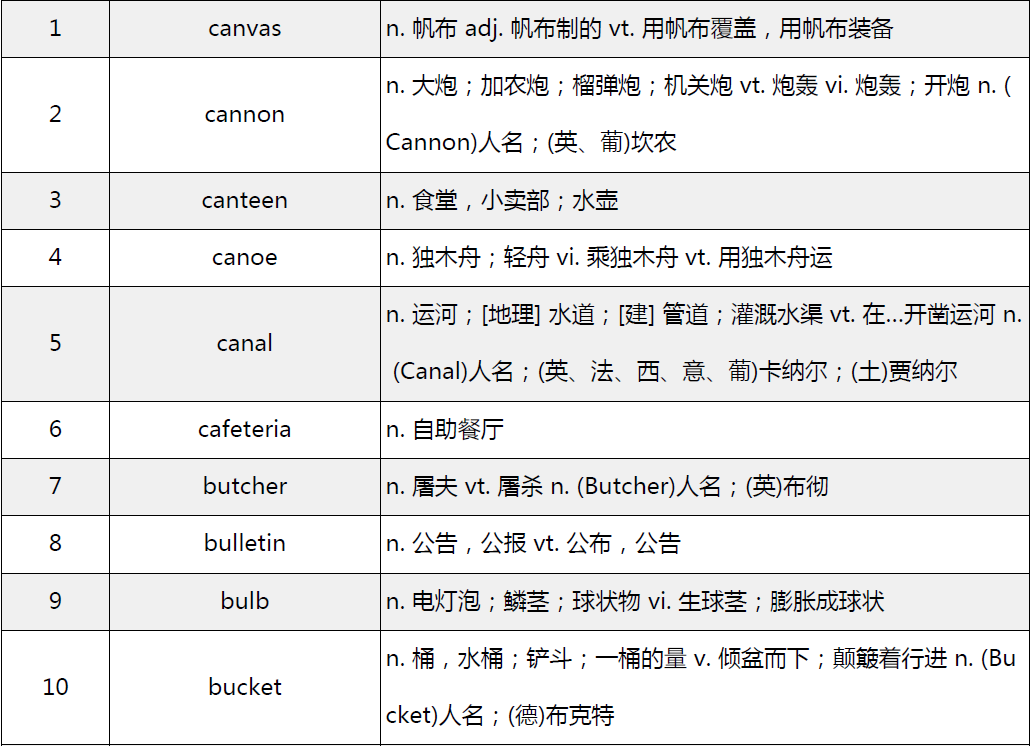 1 canvas n. 帆布 adj. 帆布制的 vt. 用帆布覆盖，用帆布装备
2 cannon n. 大炮；加农炮；榴弹炮；机关炮 vt. 炮轰 vi. 炮轰；开炮 n. (
Cannon)人名；(英、葡)坎农
3 canteen n. 食堂，小卖部；水壶
4 canoe n. 独木舟；轻舟 vi. 乘独木舟 vt. 用独木舟运
5 canal n. 运河；[地理] 水道；[建] 管道；灌溉水渠 vt. 在…开凿运河 n.
(Canal)人名；(英、法、西、意、葡)卡纳尔；(土)贾纳尔
6 cafeteria n. 自助餐厅
7 butcher n. 屠夫 vt. 屠杀 n. (Butcher)人名；(英)布彻
8 bulletin n. 公告，公报 vt. 公布，公告
9 bulb n. 电灯泡；鳞茎；球状物 vi. 生球茎；膨胀成球状
10 bucket n. 桶，水桶；铲斗；一桶的量 v. 倾盆而下；颠簸着行进 n. (Bu
cket)人名；(德)布克特